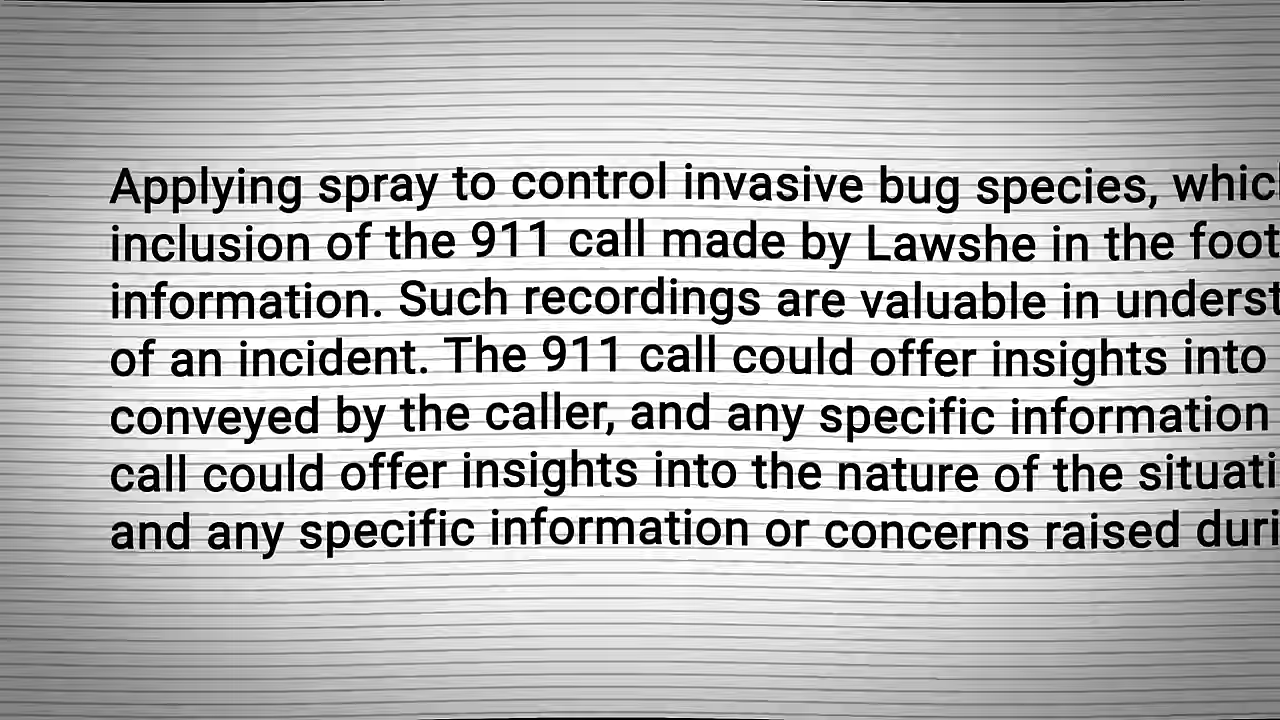 Applying spray to control invasive bug species, which
inclusion of the 911 call made by Lawshe in the foot
information. Such recordings are valuable in underst
of an incident. The 911 call could offer insights into
conveyed by the caller, and any specific information
call could offer insights into the nature of the situati
and any specific information or concerns raised duri